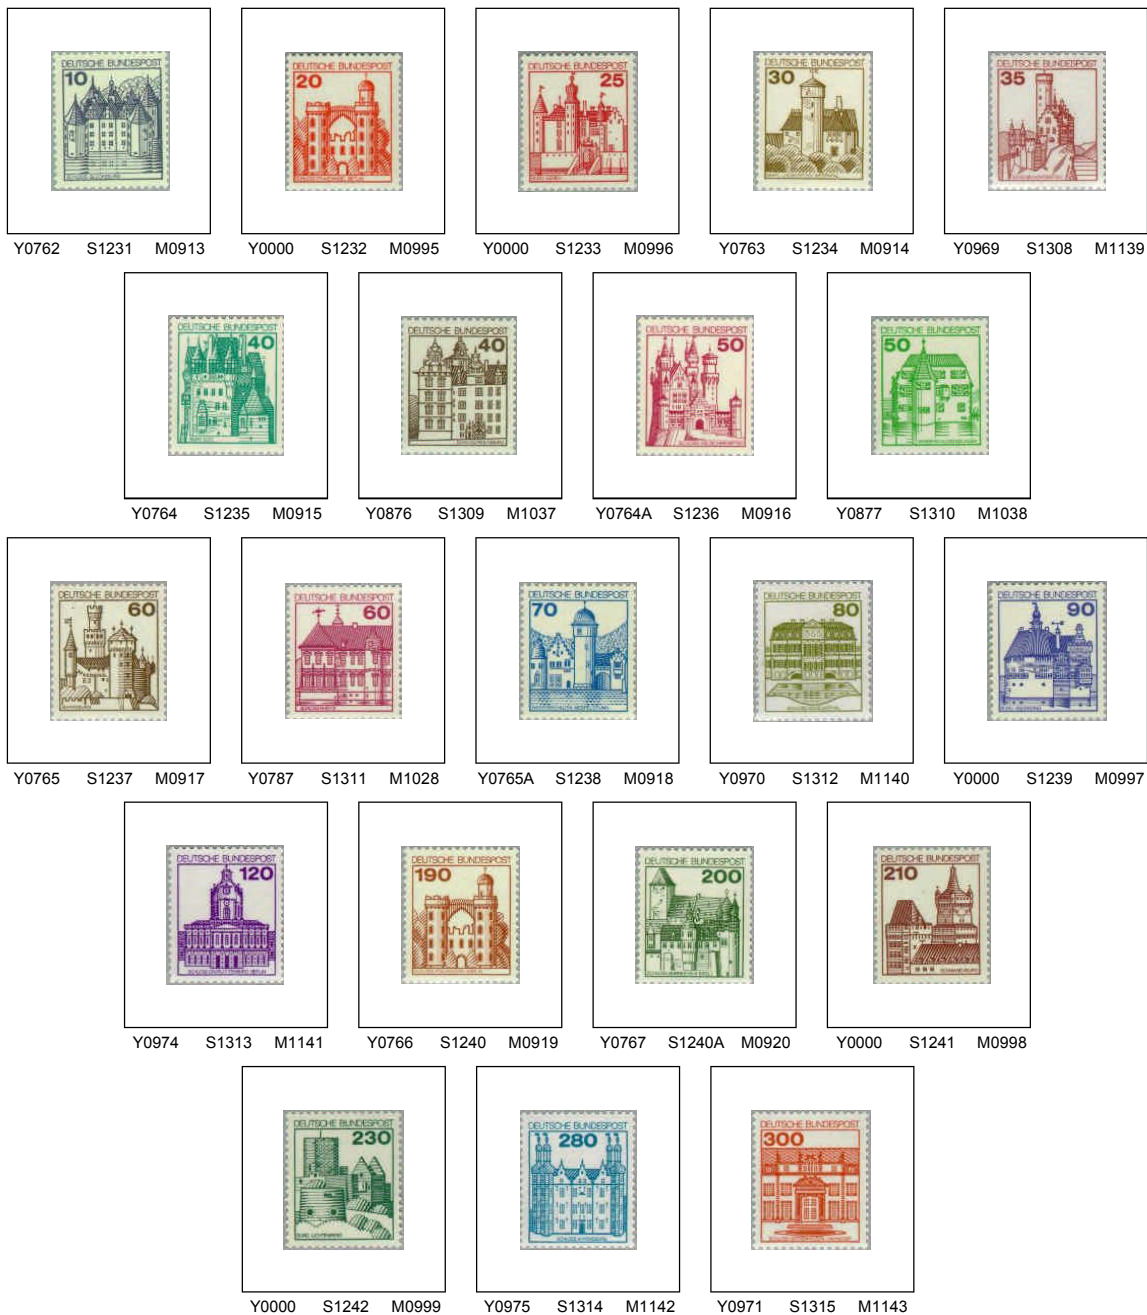 DEUTSCHE BUNDESPOST
10
DEUTSCHE BUNDESPOST
20
DEUTSCHE BUNDESPOST
25
DEUTSCHE BUNDESPOST
30
DEUTSCHE BUNDESPOST
35
Y0762 S1231 M0913
Y0000 S1232 M0995
Y0000 S1233 M0996
Y0763 S1234 M0914
Y0969 S1308 M1139
DEUTSCHE BUNDESPOST
40
DEUTSCHE BUNDESPOST
40
DEUTSCHE BUNDESPOST
50
DEUTSCHE BUNDESPOST
50
Y0764 S1235 M0915
Y0876 S1309 M1037
Y0764A S1236 M0916
Y0877 S1310 M1038
DEUTSCHE BUNDESPOST
60
DEUTSCHE BUNDESPOST
60
DEUTSCHE BUNDESPOST
70
DEUTSCHE BUNDESPOST
80
DEUTSCHE BUNDESPOST
90
Y0765 S1237 M0917
Y0787 S1311 M1028
Y0765A S1238 M0918
Y0970 S1312 M1140
Y0000 S1239 M0997
DEUTSCHE BUNDESPOST
120
DEUTSCHE BUNDESPOST
190
DEUTSCHE BUNDESPOST
200
DEUTSCHE BUNDESPOST
210
Y0974 S1313 M1141
Y0766 S1240 M0919
Y0767 S1240A M0920
Y0000 S1241 M0998
DEUTSCHE BUNDESPOST
230
DEUTSCHE BUNDESPOST
280
DEUTSCHE BUNDESPOST
300
Y0000 S1242 M0999
Y0975 S1314 M1142
Y0971 S1315 M1143